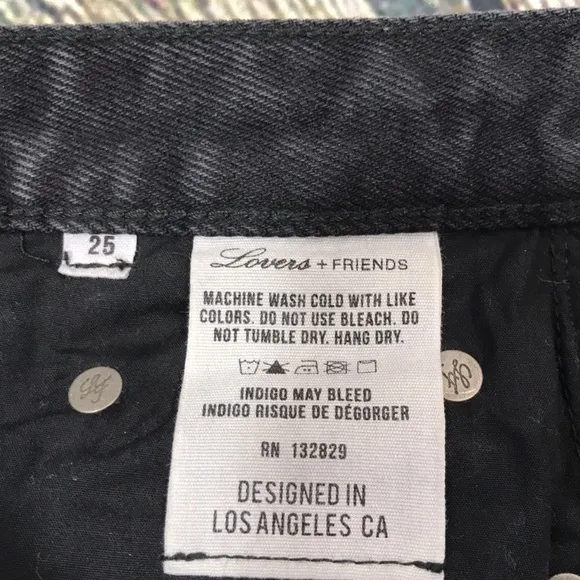 25
Lovers + FRIENDS
MACHINE WASH COLD WITH LIKE
COLORS. DO NOT USE BLEACH. DO
NOT TUMBLE DRY. HANG DRY.
INDIGO MAY BLEED
INDIGO RISQUE DE DÉGORGER
RN 132829
DESIGNED IN
LOS ANGELES CA